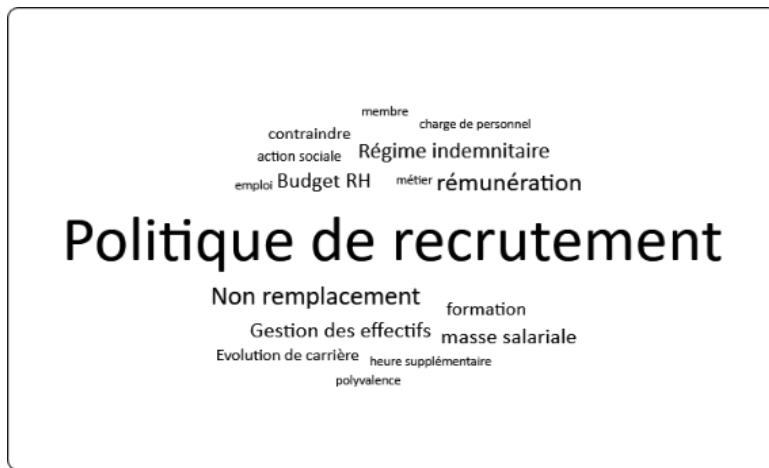 membre
charge de personnel
contraindre
action sociale Régime indemnitaire
emploi Budget RH métier rémunération
Politique de recrutement
Non remplacement
formation
Gestion des effectifs masse salariale
Evolution de carrière heure supplémentaire
polyvalence